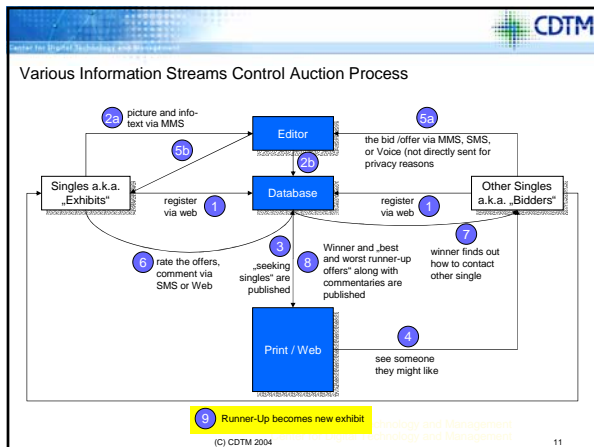 CDTM
Center for Digital Technology and Management
Various Information Streams Control Auction Process
2a
picture and info-
text via MMS
5b
Editor
5a
the bid /offer via MMS, SMS,
or Voice (not directly sent for
privacy reasons
2b
Singles a.k.a.
„Exhibits“
register
via web
1
Database
register
via web
1
Other Singles
a.k.a. „Bidders“
6
rate the offers,
comment via
SMS or Web
3
„seeking
singles“ are
published
8
Winner and „best
and worst runner-up
offers“ along with
commentaries are
published
7
winner finds out
how to contact
other single
Print / Web
4
see someone
they might like
9
Runner-Up becomes new exhibit
(C) CDTM 2004
11